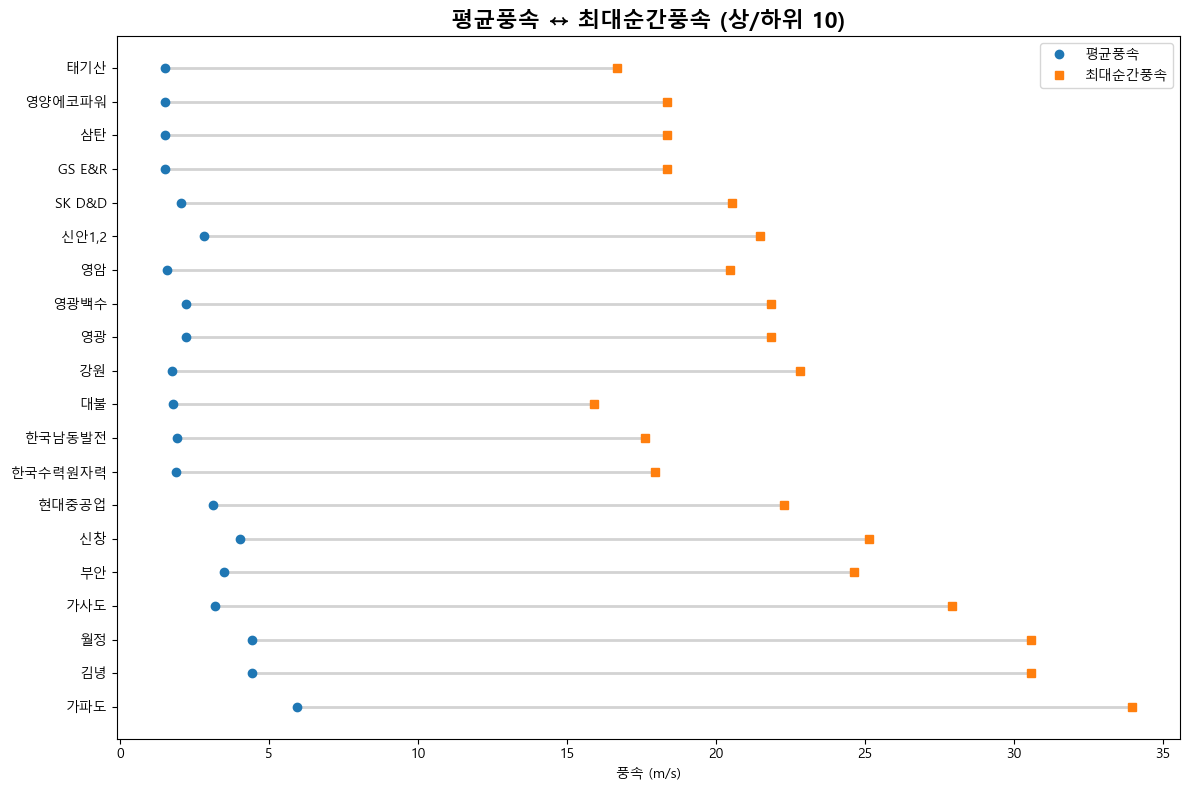 평균풍속 ↔ 최대순간풍속 (상/하위 10)
평균풍속
최대순간풍속
태기산
영양에코파워
삼탄
GS E&R
SK D&D
신안1,2
영암
영광백수
영광
강원
대불
한국남동발전
한국수력원자력
현대중공업
신창
부안
가사도
월정
김녕
가파도
0 5 10 15 20 25 30 35
풍속 (m/s)